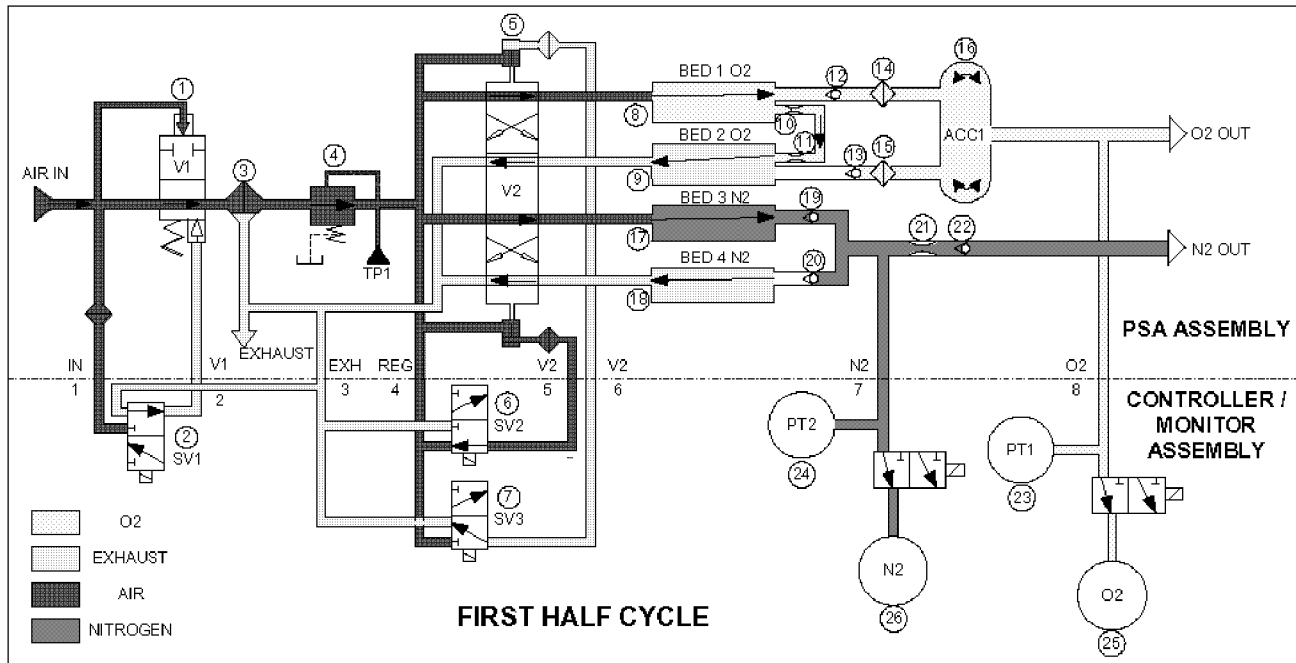 5
1
BED 1 O2
12
14
16
V1
8
10
AIR IN
3
4
BED 2 O2
11
ACC1
O2 OUT
13
15
9
V2
BED 3 N2
19
17
21
22
N2 OUT
TP1
BED 4 N2
20
18
EXHAUST
PSA ASSEMBLY
IN
V1
EXH
REG
V2
V2
N2
O2
1
2
3
4
5
6
7
8
CONTROLLER /
MONITOR
ASSEMBLY
6
SV2
2
SV1
PT2
24
PT1
23
7
SV3
O2
EXHAUST
AIR
NITROGEN
N2
26
O2
25
FIRST HALF CYCLE